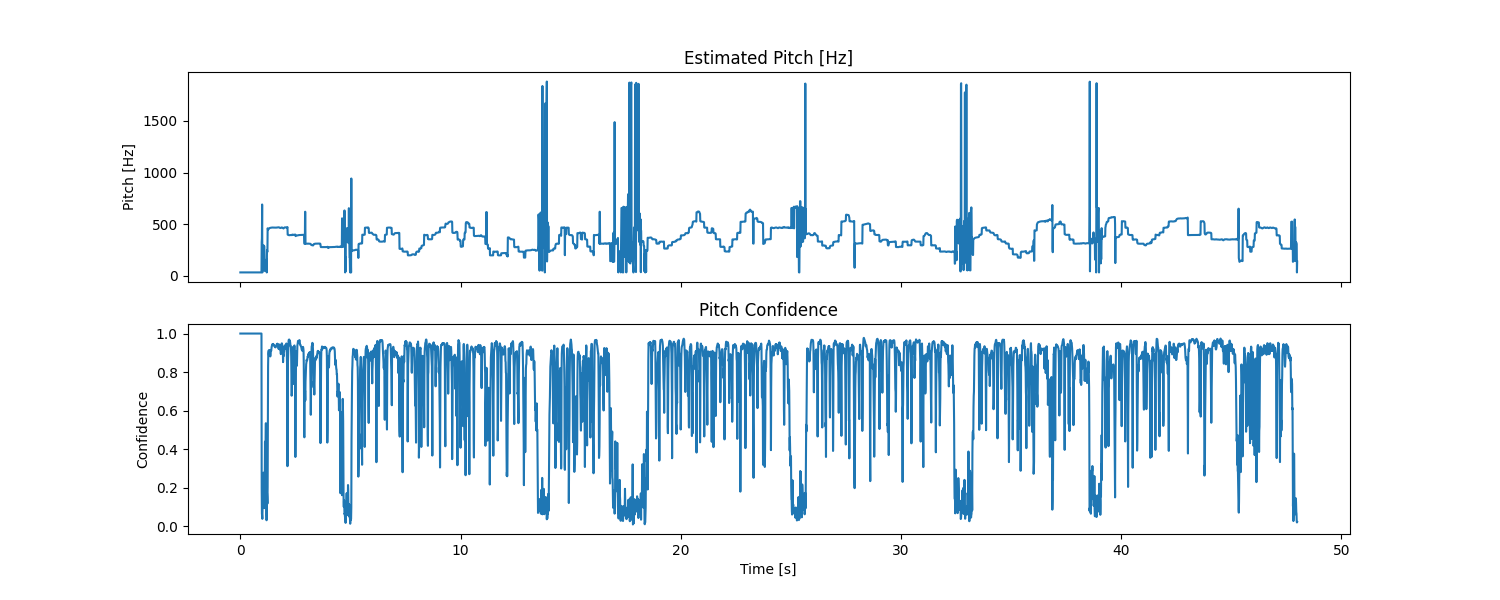 Estimated Pitch [Hz]
Pitch [Hz]
1500
1000
500
0
Pitch Confidence
Confidence
1.0
0.8
0.6
0.4
0.2
0.0
0 10 20 30 40 50
Time [s]